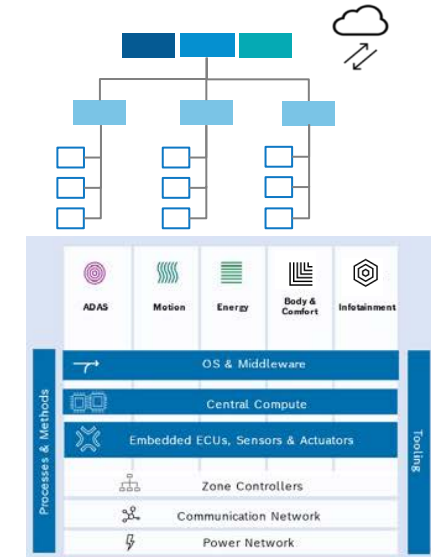 ADAS
Motion
Energy
Body &
Comfort
Infotainment
Processes & Methods
OS & Middleware
Central Compute
Embedded ECUs, Sensors & Actuators
Zone Controllers
Communication Network
Power Network
Tooling